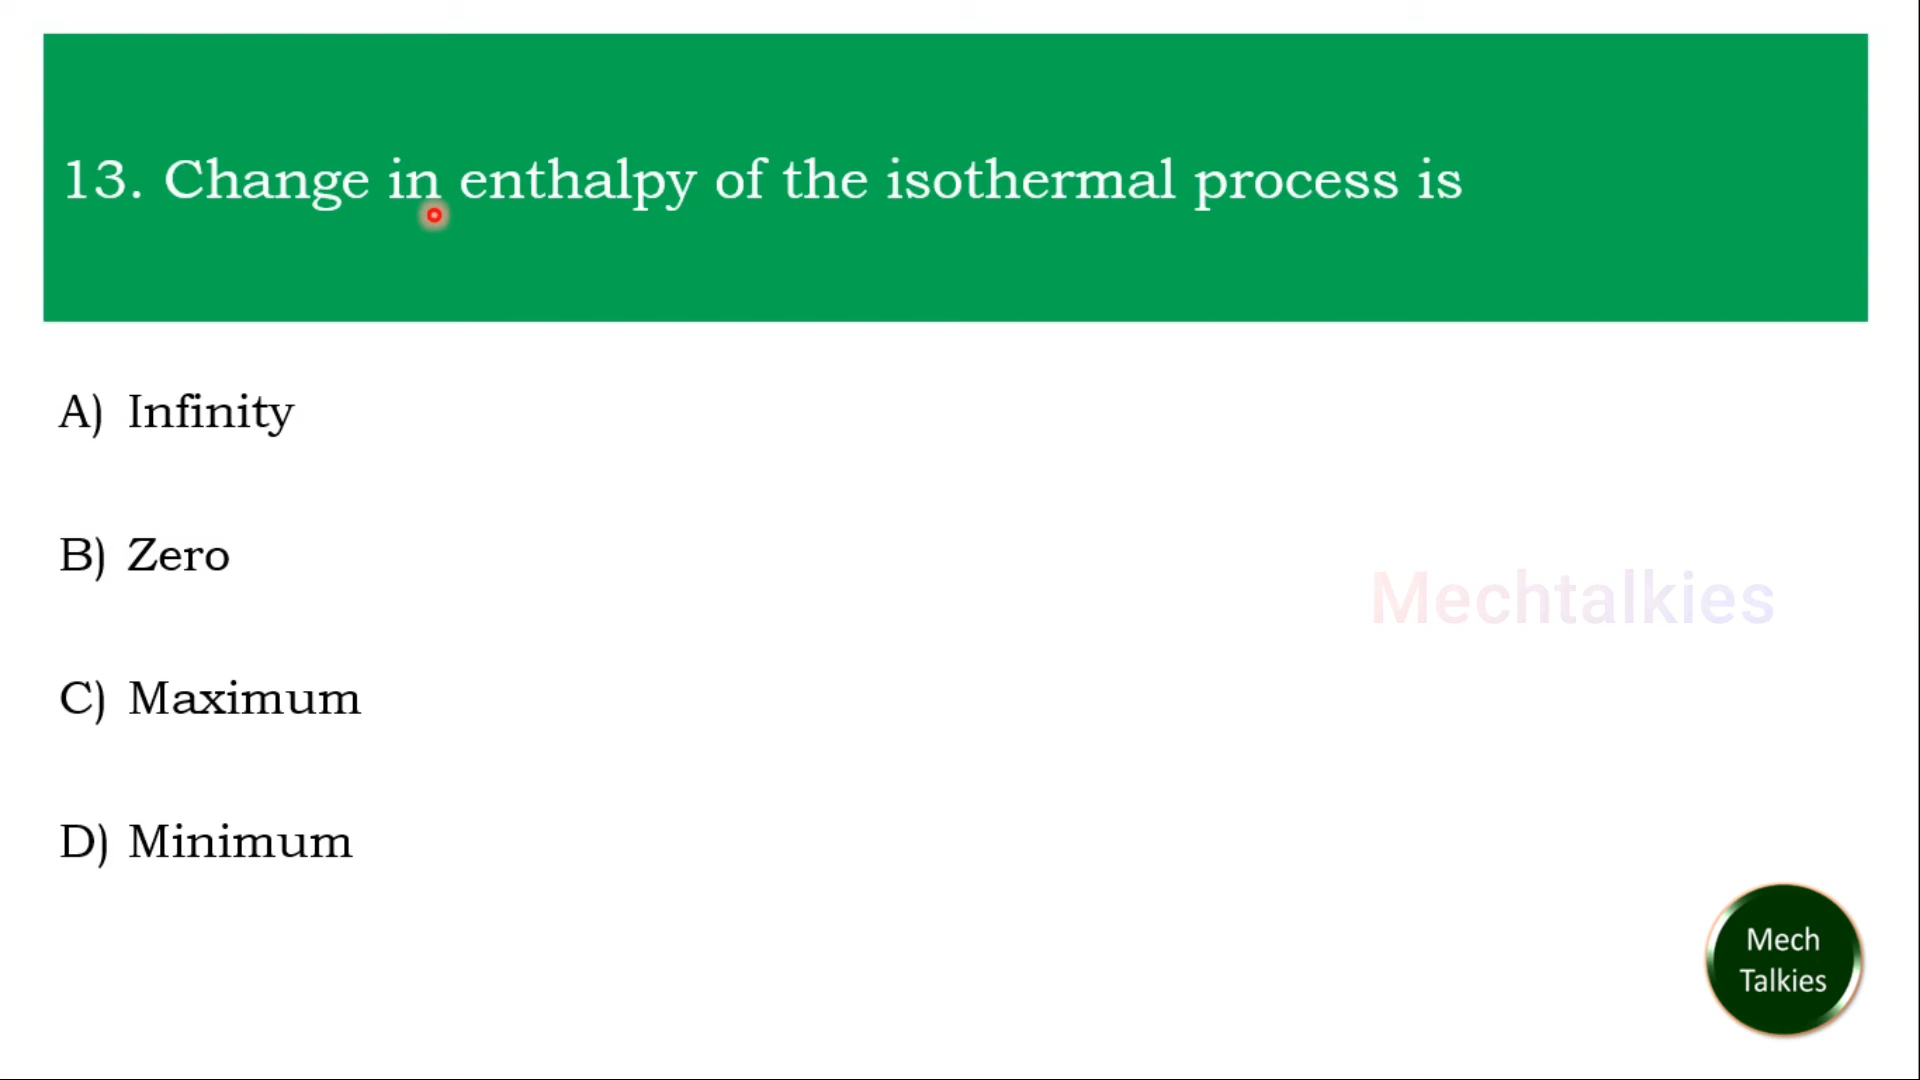 13. Change in enthalpy of the isothermal process is
A) Infinity
B) Zero
Mechtalkies
C) Maximum
D) Minimum
Mech
Talkies